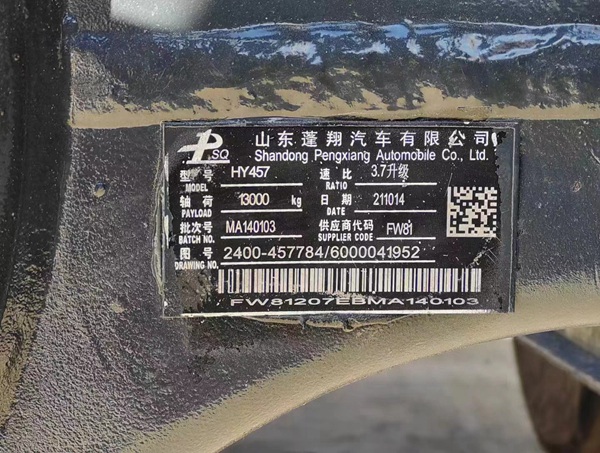 SQ 山东蓬翔汽车有限公司
Shandong Pengxiang Automobile Co., Ltd.
型号 MODEL HY457 速比 RATIO 3.7升级
轴荷 PAYLOAD 13000 kg 日期 DATE 211014
批次号 BATCH NO. MA140103 供应商代码 SUPPLIER CODE FW81
图号 DRAWING NO. 2400-457784/6000041952
FW81207EBMA140103